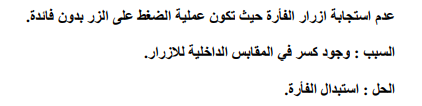 عدم استجابة ازرار الفأرة حيث تكون عملية الضغط على الزر بدون فائدة.
السبب : وجود كسر في المقابس الداخلية للازرار.
الحل : استبدال الفأرة.